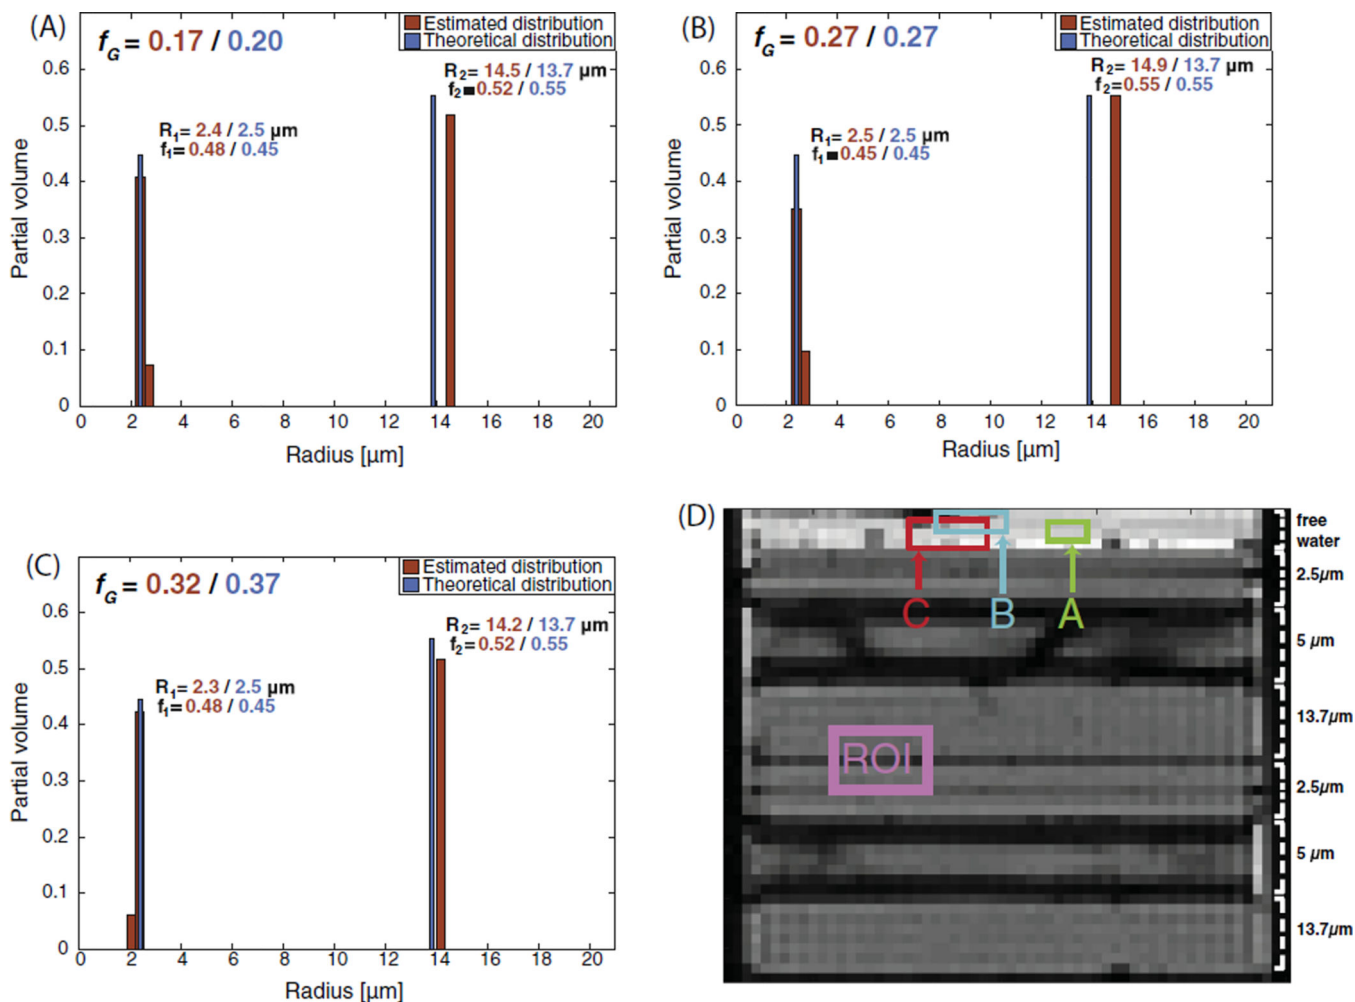 (A)
f_G = 0.17 / 0.20
Estimated distribution
Theoretical distribution
R₂= 14.5 / 13.7 µm
f₂=0.52 / 0.55
R₁= 2.4 / 2.5 µm
f₁=0.48 / 0.45
Partial volume
0.6
0.5
0.4
0.3
0.2
0.1
0
0 2 4 6 8 10 12 14 16 18 20
Radius [µm]
(B)
f_G = 0.27 / 0.27
Estimated distribution
Theoretical distribution
R₂= 14.9 / 13.7 µm
f₂=0.55 / 0.55
R₁= 2.5 / 2.5 µm
f₁=0.45 / 0.45
Partial volume
0.6
0.5
0.4
0.3
0.2
0.1
0
0 2 4 6 8 10 12 14 16 18 20
Radius [µm]
(C)
f_G = 0.32 / 0.37
Estimated distribution
Theoretical distribution
R₂= 14.2 / 13.7 µm
f₂=0.52 / 0.55
R₁= 2.3 / 2.5 µm
f₁=0.48 / 0.45
Partial volume
0.6
0.5
0.4
0.3
0.2
0.1
0
0 2 4 6 8 10 12 14 16 18 20
Radius [µm]
(D)
C B A
ROI
free
water
2.5µm
5 µm
13.7µm
2.5µm
5 µm
13.7µm